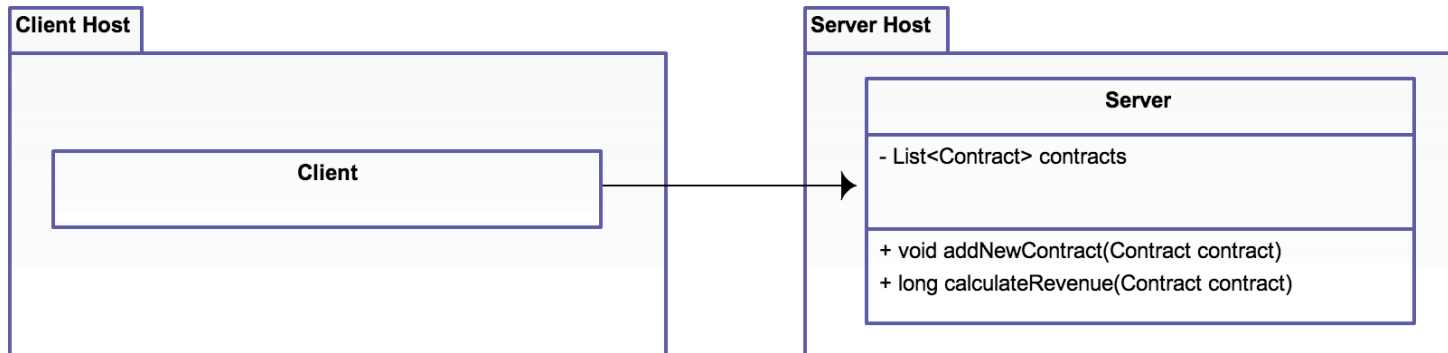 Client Host
Server Host
Client
Server
- List<Contract> contracts
+ void addNewContract(Contract contract)
+ long calculateRevenue(Contract contract)